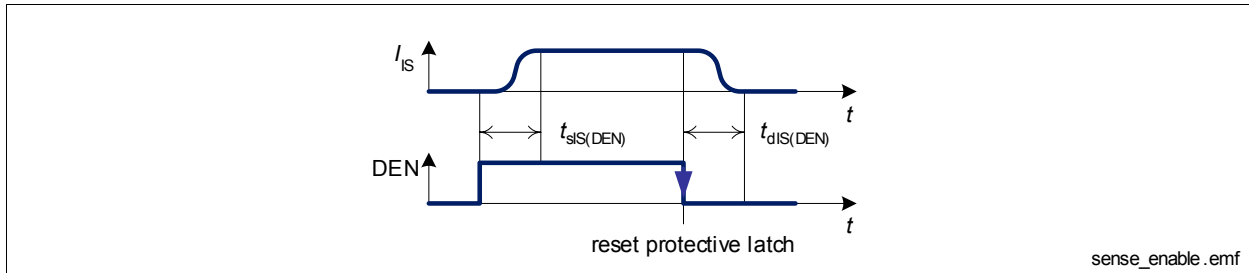 I_IS
t
t_sIS(DEN)
t_dIS(DEN)
DEN
t
reset protective latch
sense_enable.emf